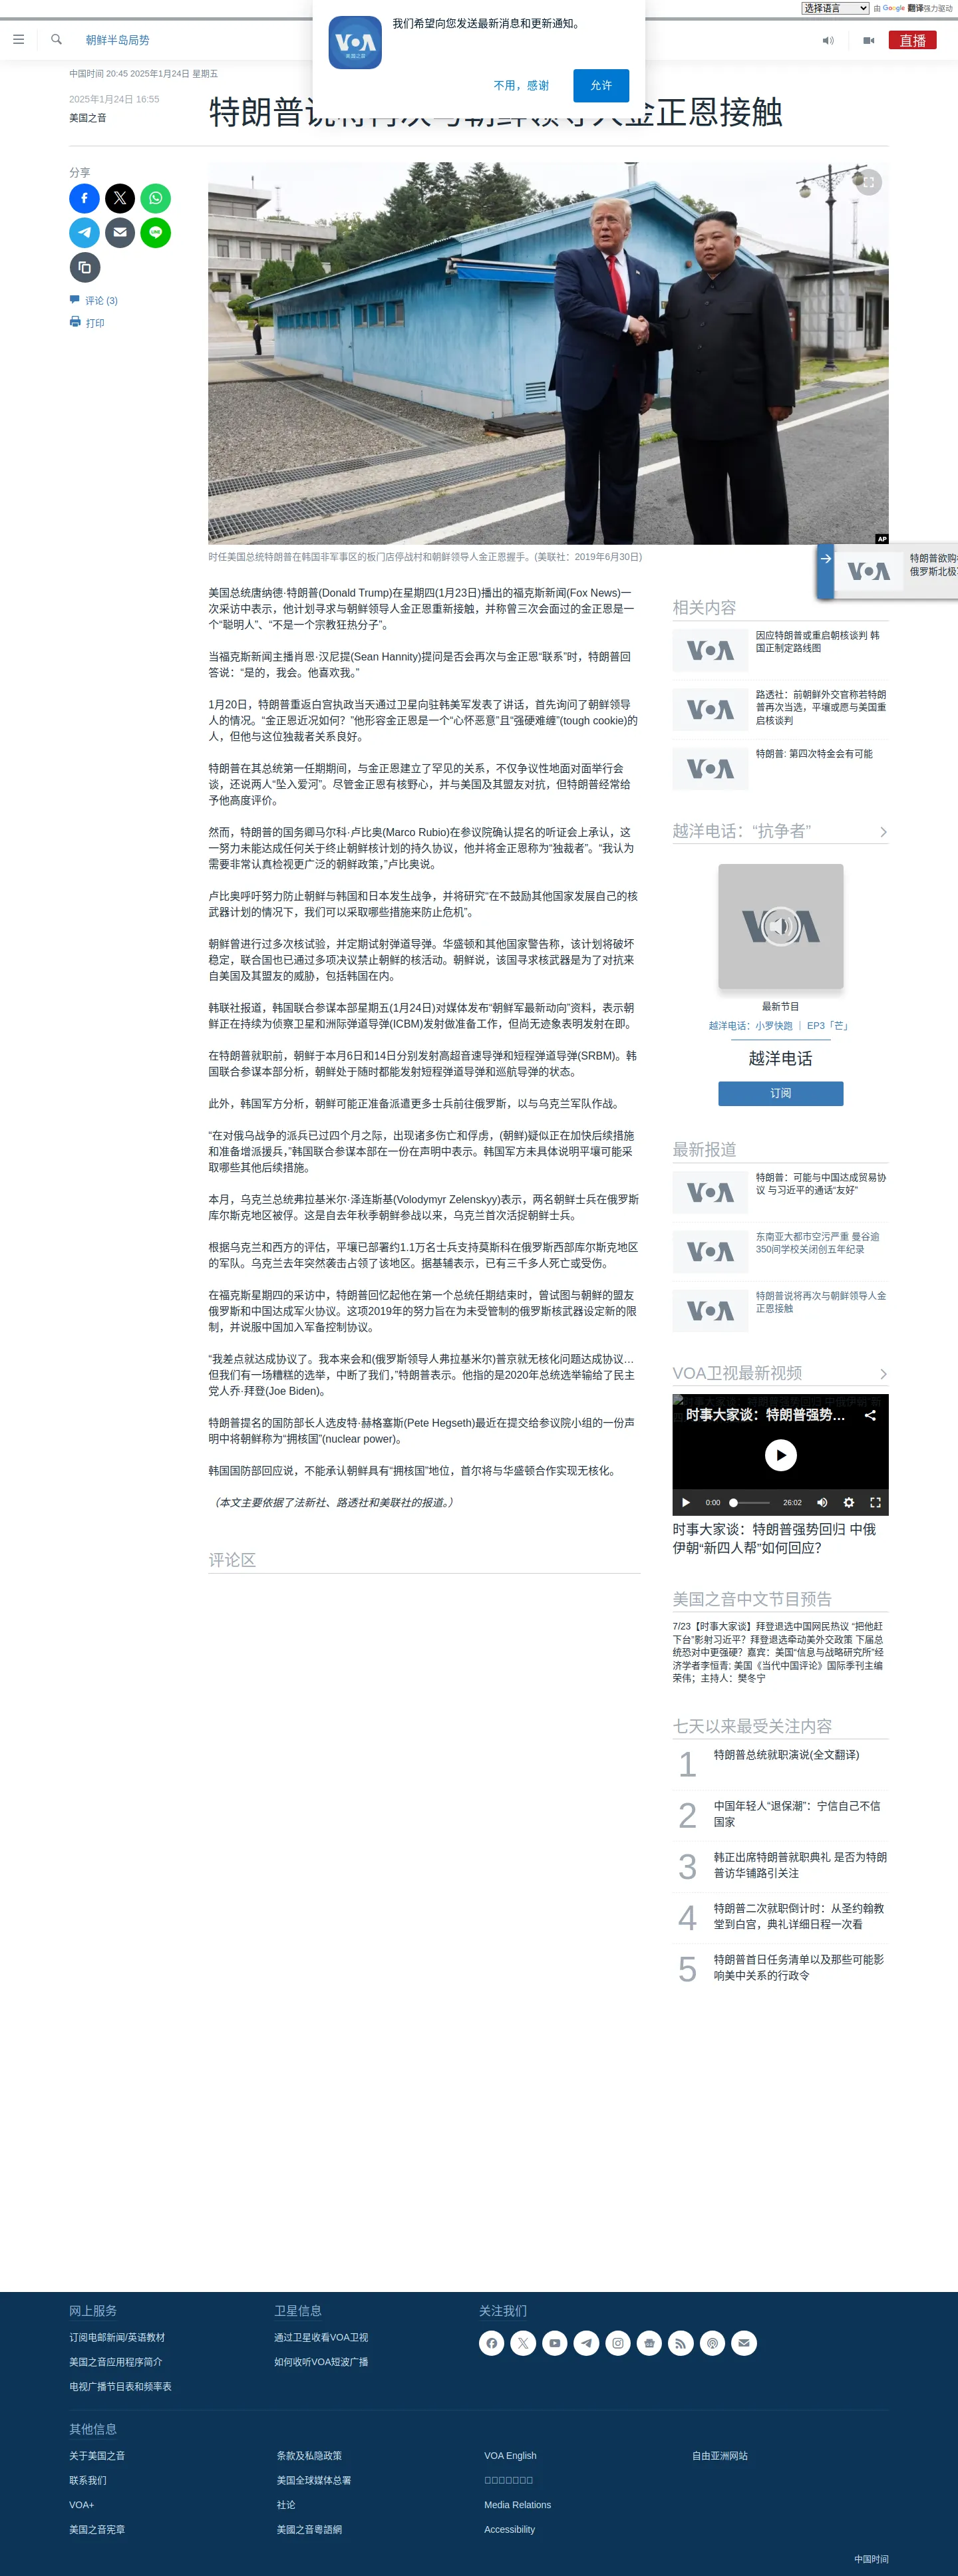 选择语言
由 Google 翻译强力驱动
我们希望向您发送最新消息和更新通知。
VOA
美国之音
不用，感谢
允许
朝鲜半岛局势
直播
中国时间 20:45 2025年1月24日 星期五
2025年1月24日 16:55
美国之音
金正恩接触
分享
评论 (3)
打印
AP
时任美国总统特朗普在韩国非军事区的板门店停战村和朝鲜领导人金正恩握手。(美联社：2019年6月30日)
VOA
特朗普欲购
俄罗斯北极
美国总统唐纳德·特朗普(Donald Trump)在星期四(1月23日)播出的福克斯新闻(Fox News)一
次采访中表示，他计划寻求与朝鲜领导人金正恩重新接触，并称曾三次会面过的金正恩是一
个“聪明人”、“不是一个宗教狂热分子”。
当福克斯新闻主播肖恩·汉尼提(Sean Hannity)提问是否会再次与金正恩“联系”时，特朗普回
答说：“是的，我会。他喜欢我。”
1月20日，特朗普重返白宫执政当天通过卫星向驻韩美军发表了讲话，首先询问了朝鲜领导
人的情况。“金正恩近况如何？”他形容金正恩是一个“心怀恶意”且“强硬难缠”(tough cookie)的
人，但他与这位独裁者关系良好。
特朗普在其总统第一任期期间，与金正恩建立了罕见的关系，不仅争议性地面对面举行会
谈，还说两人“坠入爱河”。尽管金正恩有核野心，并与美国及其盟友对抗，但特朗普经常给
予他高度评价。
然而，特朗普的国务卿马尔科·卢比奥(Marco Rubio)在参议院确认提名的听证会上承认，这
一努力未能达成任何关于终止朝鲜核计划的持久协议，他并将金正恩称为“独裁者”。“我认为
需要非常认真检视更广泛的朝鲜政策，”卢比奥说。
卢比奥呼吁努力防止朝鲜与韩国和日本发生战争，并将研究“在不鼓励其他国家发展自己的核
武器计划的情况下，我们可以采取哪些措施来防止危机”。
朝鲜曾进行过多次核试验，并定期试射弹道导弹。华盛顿和其他国家警告称，该计划将破坏
稳定，联合国也已通过多项决议禁止朝鲜的核活动。朝鲜说，该国寻求核武器是为了对抗来
自美国及其盟友的威胁，包括韩国在内。
韩联社报道，韩国联合参谋本部星期五(1月24日)对媒体发布“朝鲜军最新动向”资料，表示朝
鲜正在持续为侦察卫星和洲际弹道导弹(ICBM)发射做准备工作，但尚无迹象表明发射在即。
在特朗普就职前，朝鲜于本月6日和14日分别发射高超音速导弹和短程弹道导弹(SRBM)。韩
国联合参谋本部分析，朝鲜处于随时都能发射短程弹道导弹和巡航导弹的状态。
此外，韩国军方分析，朝鲜可能正准备派遣更多士兵前往俄罗斯，以与乌克兰军队作战。
“在对俄乌战争的派兵已过四个月之际，出现诸多伤亡和俘虏，(朝鲜)疑似正在加快后续措施
和准备增派援兵，”韩国联合参谋本部在一份在声明中表示。韩国军方未具体说明平壤可能采
取哪些其他后续措施。
本月，乌克兰总统弗拉基米尔·泽连斯基(Volodymyr Zelenskyy)表示，两名朝鲜士兵在俄罗斯
库尔斯克地区被俘。这是自去年秋季朝鲜参战以来，乌克兰首次活捉朝鲜士兵。
根据乌克兰和西方的评估，平壤已部署约1.1万名士兵支持莫斯科在俄罗斯西部库尔斯克地区
的军队。乌克兰去年突然袭击占领了该地区。据基辅表示，已有三千多人死亡或受伤。
在福克斯星期四的采访中，特朗普回忆起他在第一个总统任期结束时，曾试图与朝鲜的盟友
俄罗斯和中国达成军火协议。这项2019年的努力旨在为未受管制的俄罗斯核武器设定新的限
制，并说服中国加入军备控制协议。
“我差点就达成协议了。我本来会和(俄罗斯领导人弗拉基米尔)普京就无核化问题达成协议…
但我们有一场糟糕的选举，中断了我们，”特朗普表示。他指的是2020年总统选举输给了民主
党人乔·拜登(Joe Biden)。
特朗普提名的国防部长人选皮特·赫格塞斯(Pete Hegseth)最近在提交给参议院小组的一份声
明中将朝鲜称为“拥核国”(nuclear power)。
韩国国防部回应说，不能承认朝鲜具有“拥核国”地位，首尔将与华盛顿合作实现无核化。
（本文主要依据了法新社、路透社和美联社的报道。）
评论区
相关内容
VOA
因应特朗普或重启朝核谈判 韩
国正制定路线图
VOA
路透社：前朝鲜外交官称若特朗
普再次当选，平壤或愿与美国重
启核谈判
VOA
特朗普: 第四次特金会有可能
越洋电话：“抗争者”
最新节目
越洋电话：小罗快跑 ｜ EP3「芒」
越洋电话
订阅
最新报道
VOA
特朗普：可能与中国达成贸易协
议 与习近平的通话“友好”
VOA
东南亚大都市空污严重 曼谷逾
350间学校关闭创五年纪录
VOA
特朗普说将再次与朝鲜领导人金
正恩接触
VOA卫视最新视频
时事大家谈：特朗普强势…
0:00
26:02
时事大家谈：特朗普强势回归 中俄
伊朝“新四人帮”如何回应？
美国之音中文节目预告
7/23【时事大家谈】拜登退选中国网民热议 “把他赶
下台”影射习近平？拜登退选牵动美外交政策 下届总
统恐对中更强硬？嘉宾：美国“信息与战略研究所”经
济学者李恒青; 美国《当代中国评论》国际季刊主编
荣伟；主持人：樊冬宁
七天以来最受关注内容
1 特朗普总统就职演说(全文翻译)
2 中国年轻人“退保潮”：宁信自己不信
国家
3 韩正出席特朗普就职典礼 是否为特朗
普访华铺路引关注
4 特朗普二次就职倒计时：从圣约翰教
堂到白宫，典礼详细日程一次看
5 特朗普首日任务清单以及那些可能影
响美中关系的行政令
网上服务
订阅电邮新闻/英语教材
美国之音应用程序简介
电视广播节目表和频率表
卫星信息
通过卫星收看VOA卫视
如何收听VOA短波广播
关注我们
其他信息
关于美国之音
联系我们
VOA+
美国之音宪章
条款及私隐政策
美国全球媒体总署
社论
美國之音粵語網
VOA English
Media Relations
Accessibility
自由亚洲网站
中国时间